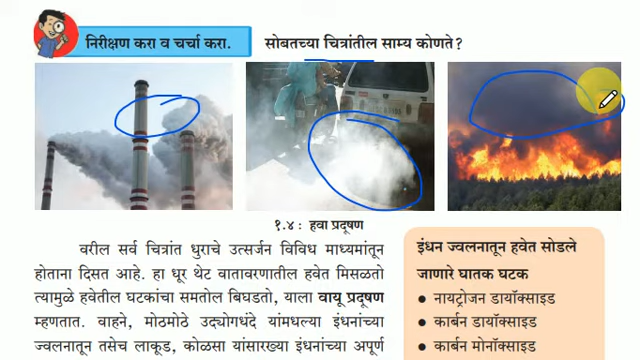 निरीक्षण करा व चर्चा करा.
सोबतच्या चित्रांतील साम्य कोणते?
१.४ : हवा प्रदूषण
वरील सर्व चित्रांत धुराचे उत्सर्जन विविध माध्यमांतून
होताना दिसत आहे. हा धूर थेट वातावरणातील हवेत मिसळतो
त्यामुळे हवेतील घटकांचा समतोल बिघडतो, याला वायू प्रदूषण
म्हणतात. वाहने, मोठमोठे उद्योगधंदे यांमधल्या इंधनांच्या
ज्वलनातून तसेच लाकूड, कोळसा यांसारख्या इंधनांच्या अपूर्ण
इंधन ज्वलनातून हवेत सोडले
जाणारे घातक घटक
● नायट्रोजन डायॉक्साइड
● कार्बन डायॉक्साइड
● कार्बन मोनॉक्साइड